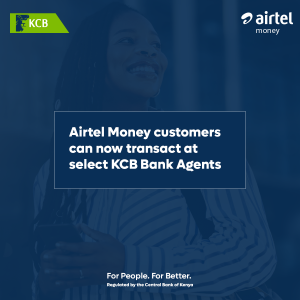 KCB
airtel
money
Airtel Money customers
can now transact at
select KCB Bank Agents
For People. For Better.
Regulated by the Central Bank of Kenya